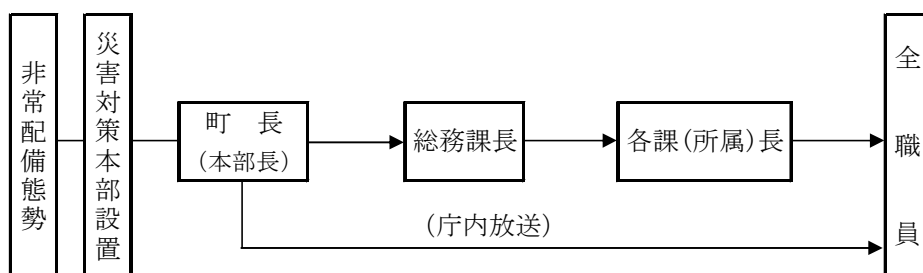 非常配備態勢
災害対策本部設置
町　長
(本部長)
総務課長
各課(所属)長
全職員
(庁内放送)